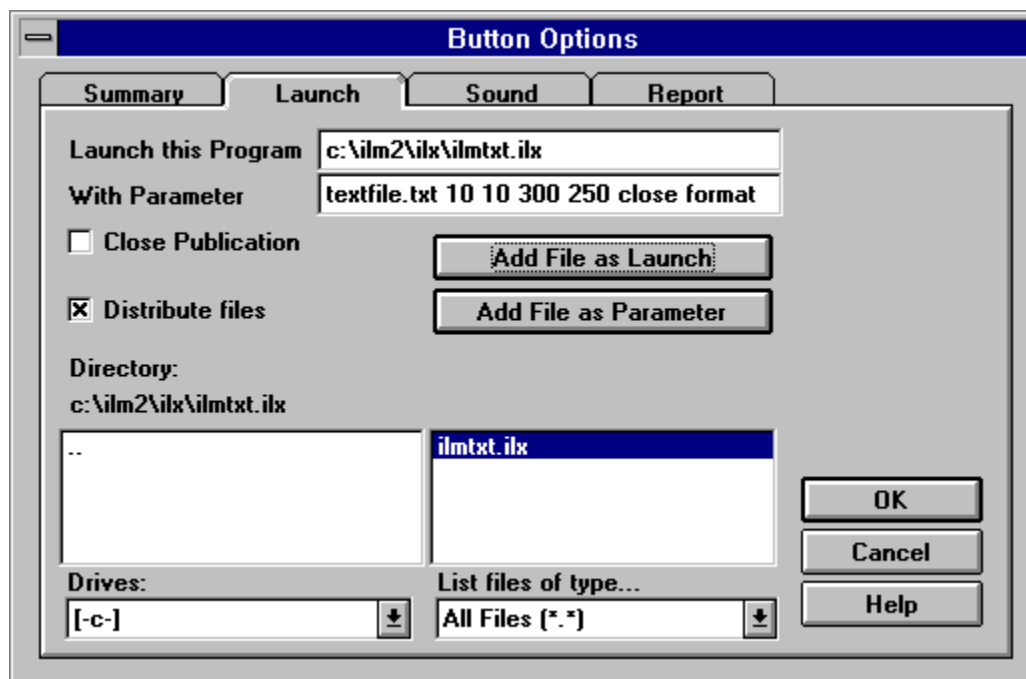 Button Options
Summary Launch Sound Report
Launch this Program c:\ilm2\ilx\ilmtxt.ilx
With Parameter textfile.txt 10 10 300 250 close format
Close Publication Add File as Launch
Distribute files Add File as Parameter
Directory:
c:\ilm2\ilx\ilmtxt.ilx
.. ilmtxt.ilx
OK
Cancel
Drives: List files of type...
[-c-] All Files (*.*)
Help